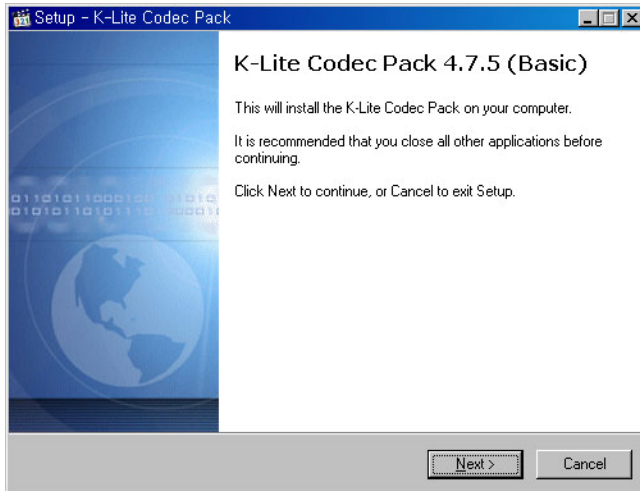 Setup - K-Lite Codec Pack
K-Lite Codec Pack 4.7.5 (Basic)
This will install the K-Lite Codec Pack on your computer.
It is recommended that you close all other applications before
continuing.
Click Next to continue, or Cancel to exit Setup.
Next >
Cancel